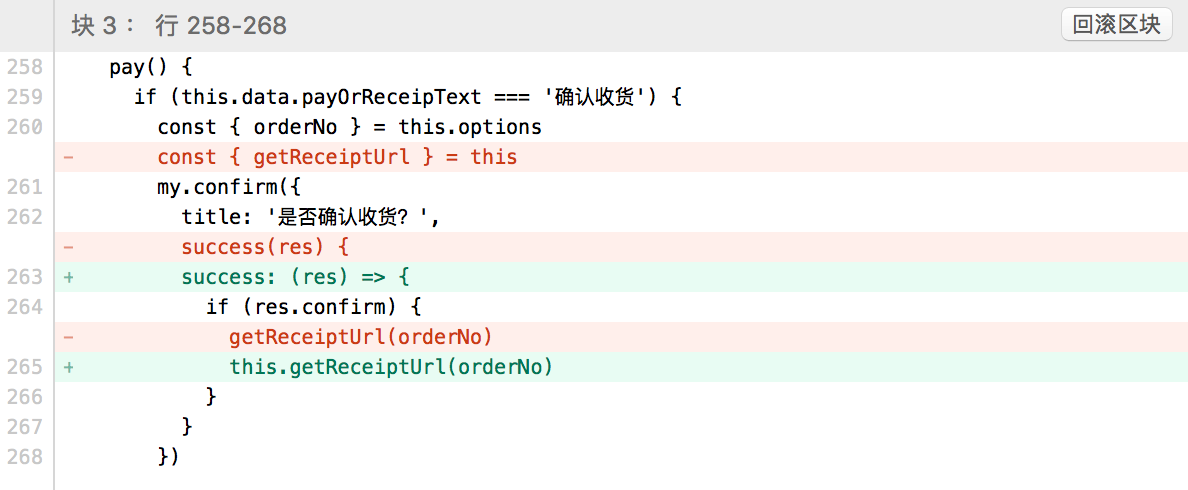 块 3： 行 258-268
回滚区块
258 pay() {
259 if (this.data.payOrReceipText === '确认收货') {
260 const { orderNo } = this.options
- const { getReceiptUrl } = this
261 my.confirm({
262 title: '是否确认收货？',
- success(res) {
263 + success: (res) => {
264 if (res.confirm) {
- getReceiptUrl(orderNo)
265 + this.getReceiptUrl(orderNo)
266 }
267 }
268 })